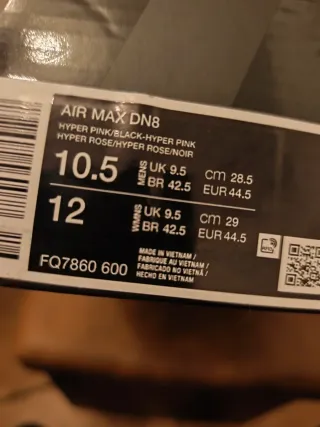 AIR MAX DN8
HYPER PINK/BLACK-HYPER PINK
HYPER ROSE/HYPER ROSE/NOIR
10.5 MENS UK 9.5 cm 28.5
BR 42.5 EUR 44.5
12 WMNS UK 9.5 cm 29
BR 42.5 EUR 44.5
FQ7860 600
MADE IN VIETNAM /
FABRIQUE AU VIETNAM /
FABRICADO NO VIETNÃ /
HECHO EN VIETNAM